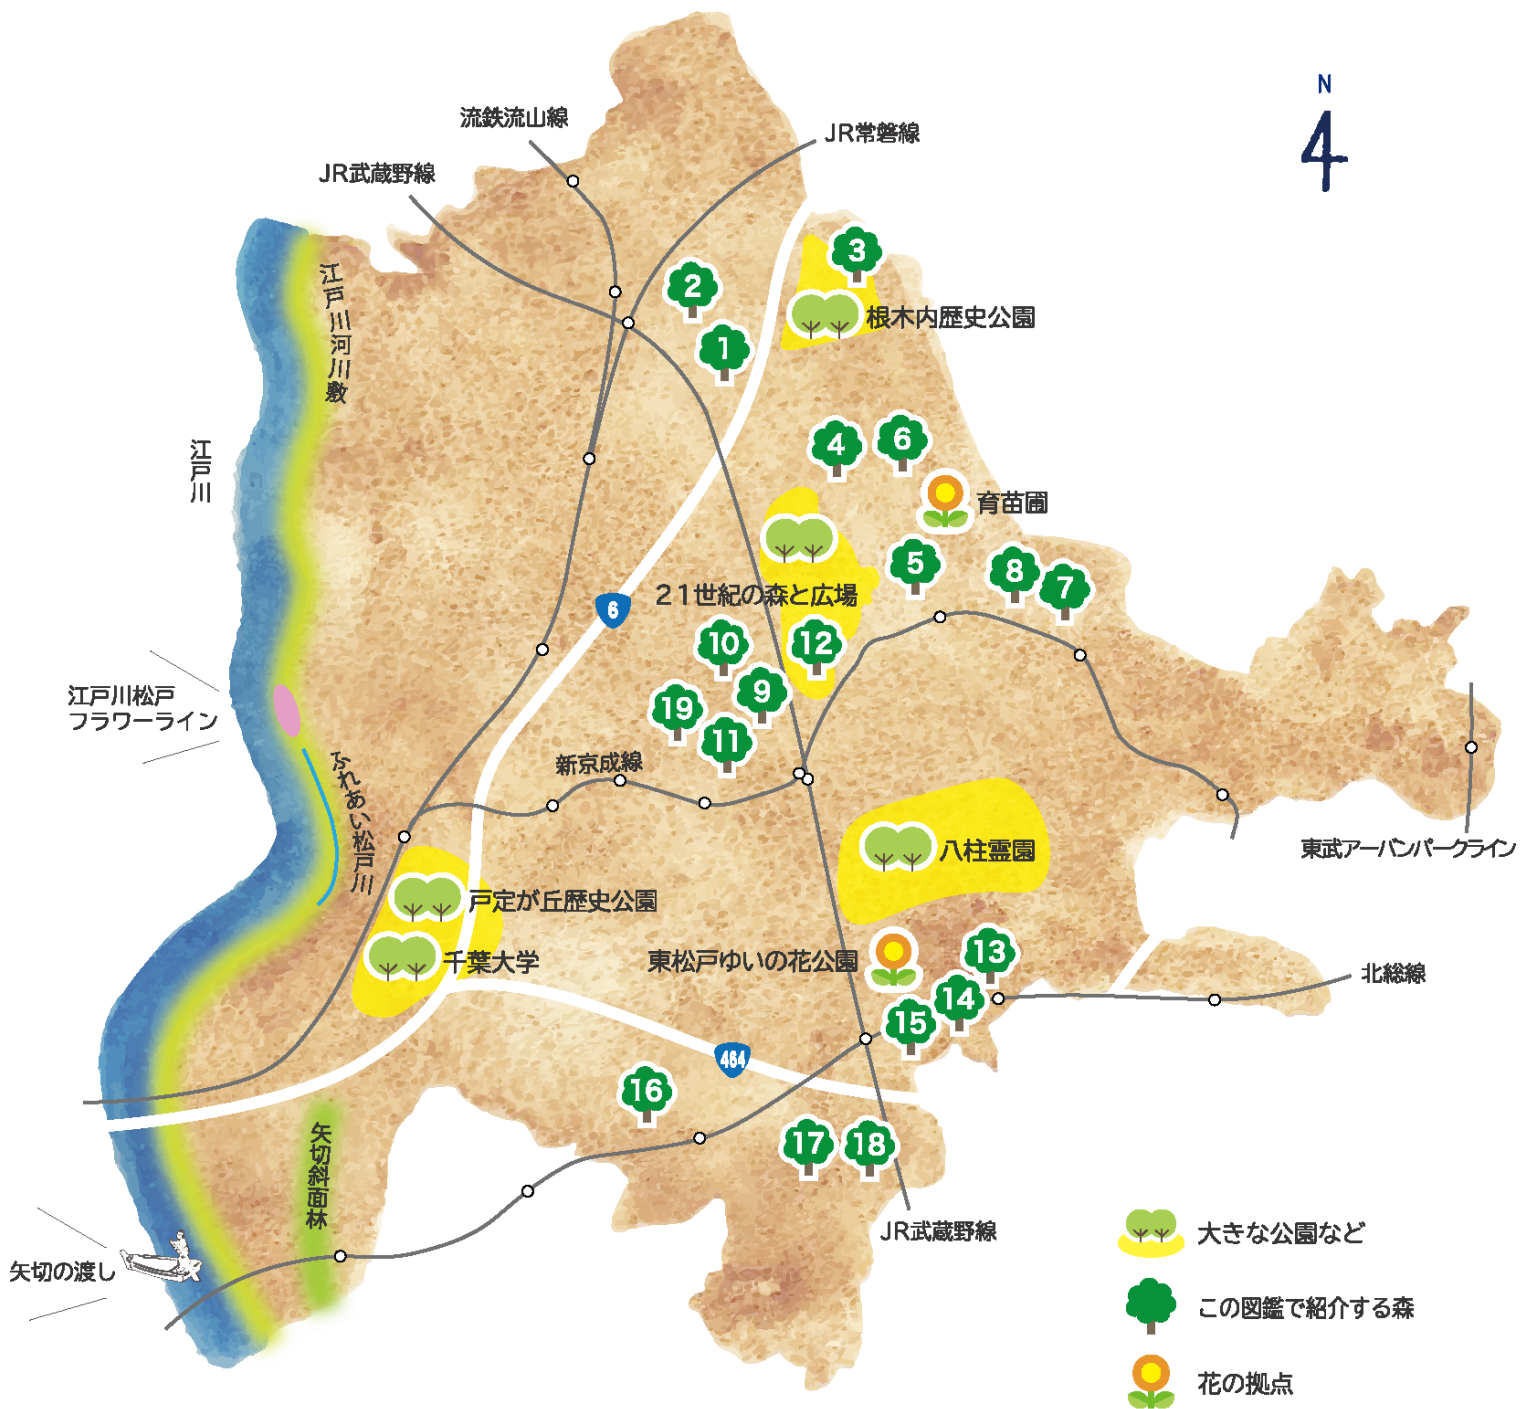 N
流鉄流山線
JR常磐線
JR武蔵野線
3
江戸川河川敷
2
根木内歴史公園
1
江戸川
4
6
育苗圃
5
8
7
21世紀の森と広場
6
10
12
9
19
11
江戸川松戸
フラワーライン
ふれあい松戸川
新京成線
東武アーバンパークライン
八柱霊園
戸定が丘歴史公園
千葉大学
東松戸ゆいの花公園
13
14
15
北総線
464
16
17
18
矢切斜面林
矢切の渡し
JR武蔵野線
大きな公園など
この図鑑で紹介する森
花の拠点